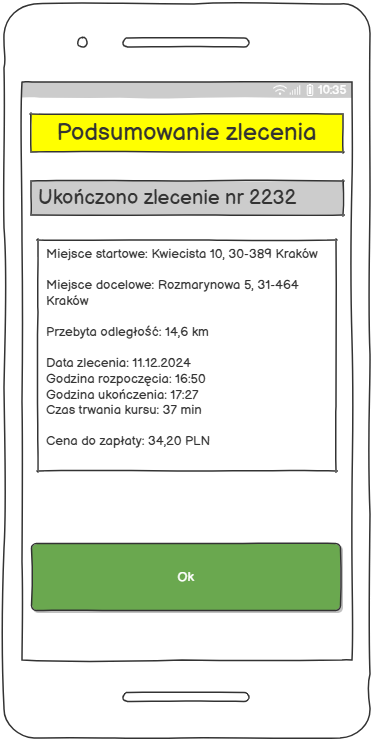 10:35
Podsumowanie zlecenia
Ukończono zlecenie nr 2232
Miejsce startowe: Kwiecista 10, 30-389 Kraków
Miejsce docelowe: Rozmarynowa 5, 31-464
Kraków
Przebyta odległość: 14,6 km
Data zlecenia: 11.12.2024
Godzina rozpoczęcia: 16:50
Godzina ukończenia: 17:27
Czas trwania kursu: 37 min
Cena do zapłaty: 34,20 PLN
Ok